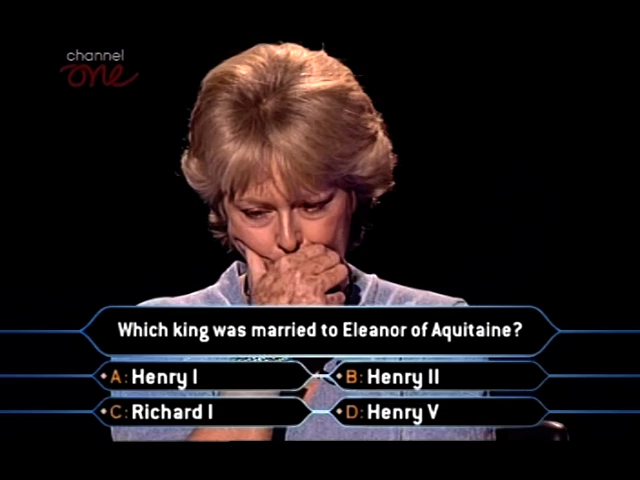 channel
one
Which king was married to Eleanor of Aquitaine?
A: Henry I
B: Henry II
C: Richard I
D: Henry V